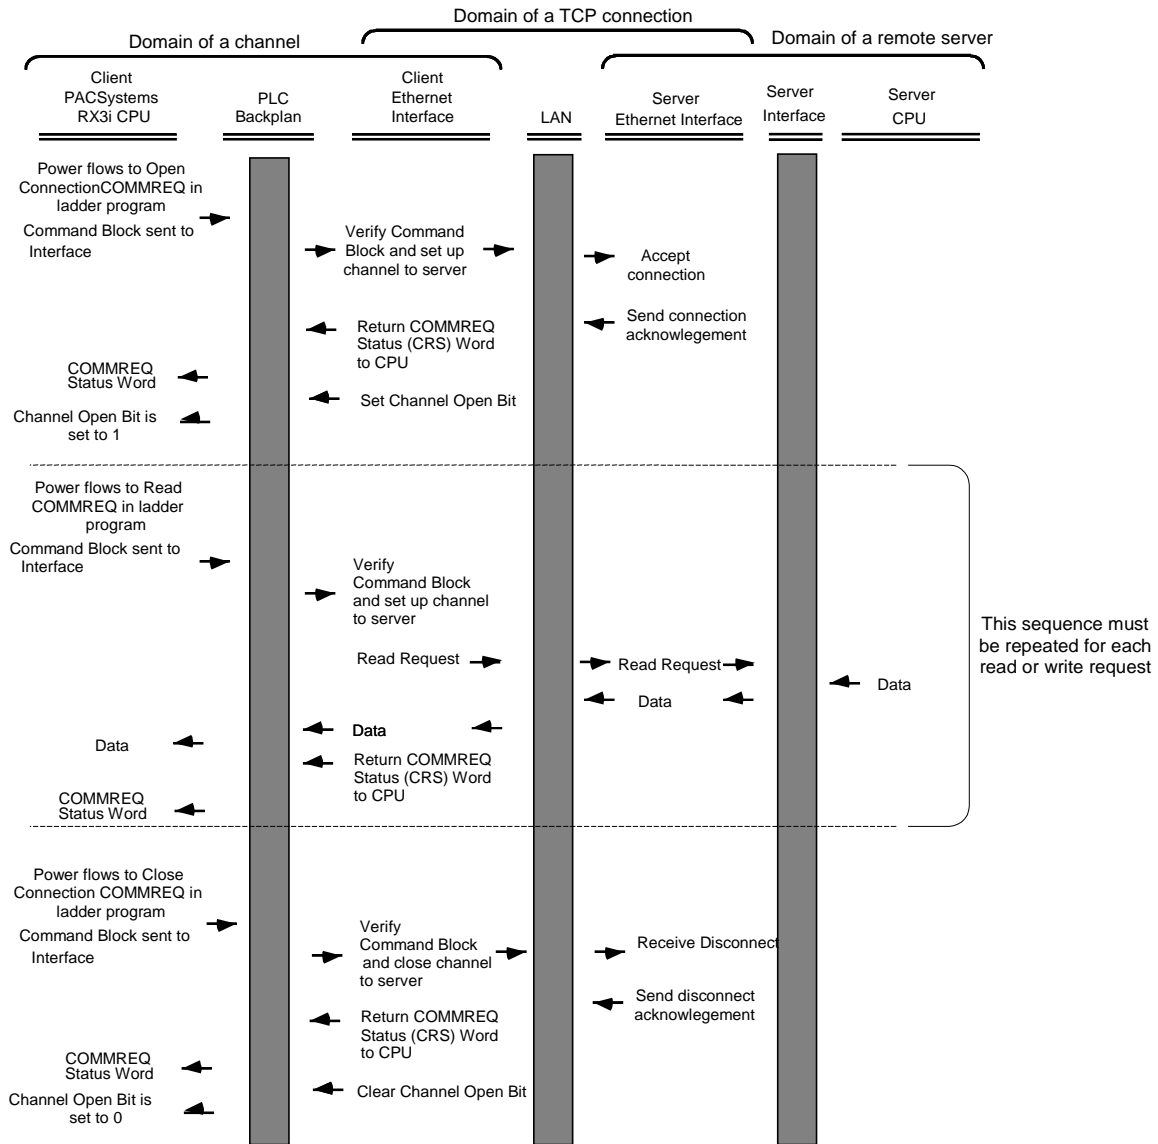 Domain of a TCP connection
Domain of a channel
Domain of a remote server
Client
PACSystems
RX3i CPU
PLC
Backplan
Client
Ethernet
Interface
LAN
Server
Ethernet Interface
Server
Interface
Server
CPU
Power flows to Open
ConnectionCOMMREQ in
ladder program
Command Block sent to
Interface
Verify Command
Block and set up
channel to server
Accept
connection
Send connection
acknowlegement
Return COMMREQ
Status (CRS) Word
to CPU
COMMREQ
Status Word
Set Channel Open Bit
Channel Open Bit is
set to 1
Power flows to Read
COMMREQ in ladder
program
Command Block sent to
Interface
Verify
Command Block
and set up channel
to server
Read Request
Read Request
Data
Data
Data
Data
Return COMMREQ
Status (CRS) Word
to CPU
COMMREQ
Status Word
This sequence must
be repeated for each
read or write request
Power flows to Close
Connection COMMREQ in
ladder program
Command Block sent to
Interface
Verify
Command Block
and close channel
to server
Receive Disconnect
Send disconnect
acknowlegement
Return COMMREQ
Status (CRS) Word
to CPU
COMMREQ
Status Word
Clear Channel Open Bit
Channel Open Bit is
set to 0